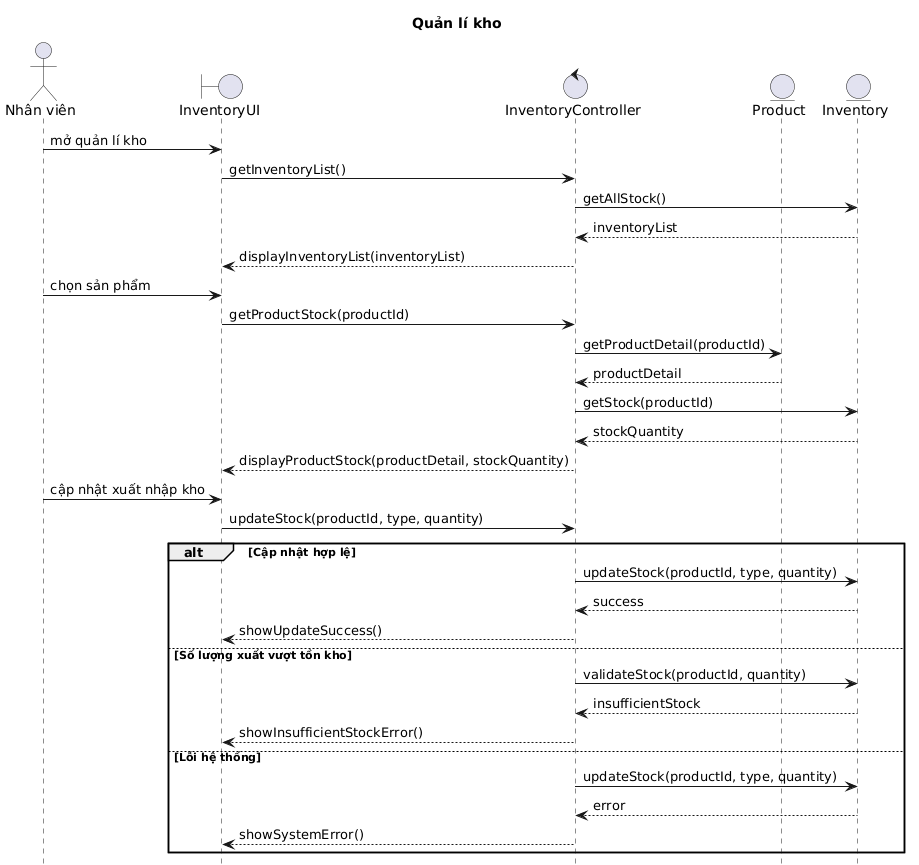 Quản lí kho
Nhân viên
InventoryUI
InventoryController
Product
Inventory
mở quản lí kho
getInventoryList()
getAllStock()
inventoryList
displayInventoryList(inventoryList)
chọn sản phẩm
getProductStock(productId)
getProductDetail(productId)
productDetail
getStock(productId)
stockQuantity
displayProductStock(productDetail, stockQuantity)
cập nhật xuất nhập kho
updateStock(productId, type, quantity)
alt [Cập nhật hợp lệ]
updateStock(productId, type, quantity)
success
showUpdateSuccess()
[Số lượng xuất vượt tồn kho]
validateStock(productId, quantity)
insufficientStock
showInsufficientStockError()
[Lỗi hệ thống]
updateStock(productId, type, quantity)
error
showSystemError()